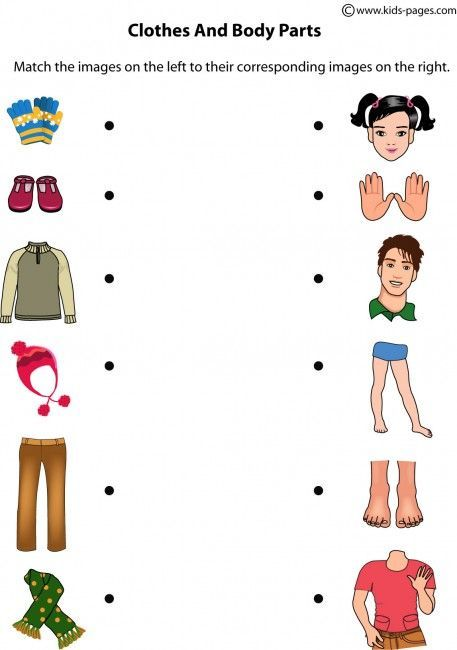 www.kids-pages.com
Clothes And Body Parts
Match the images on the left to their corresponding images on the right.